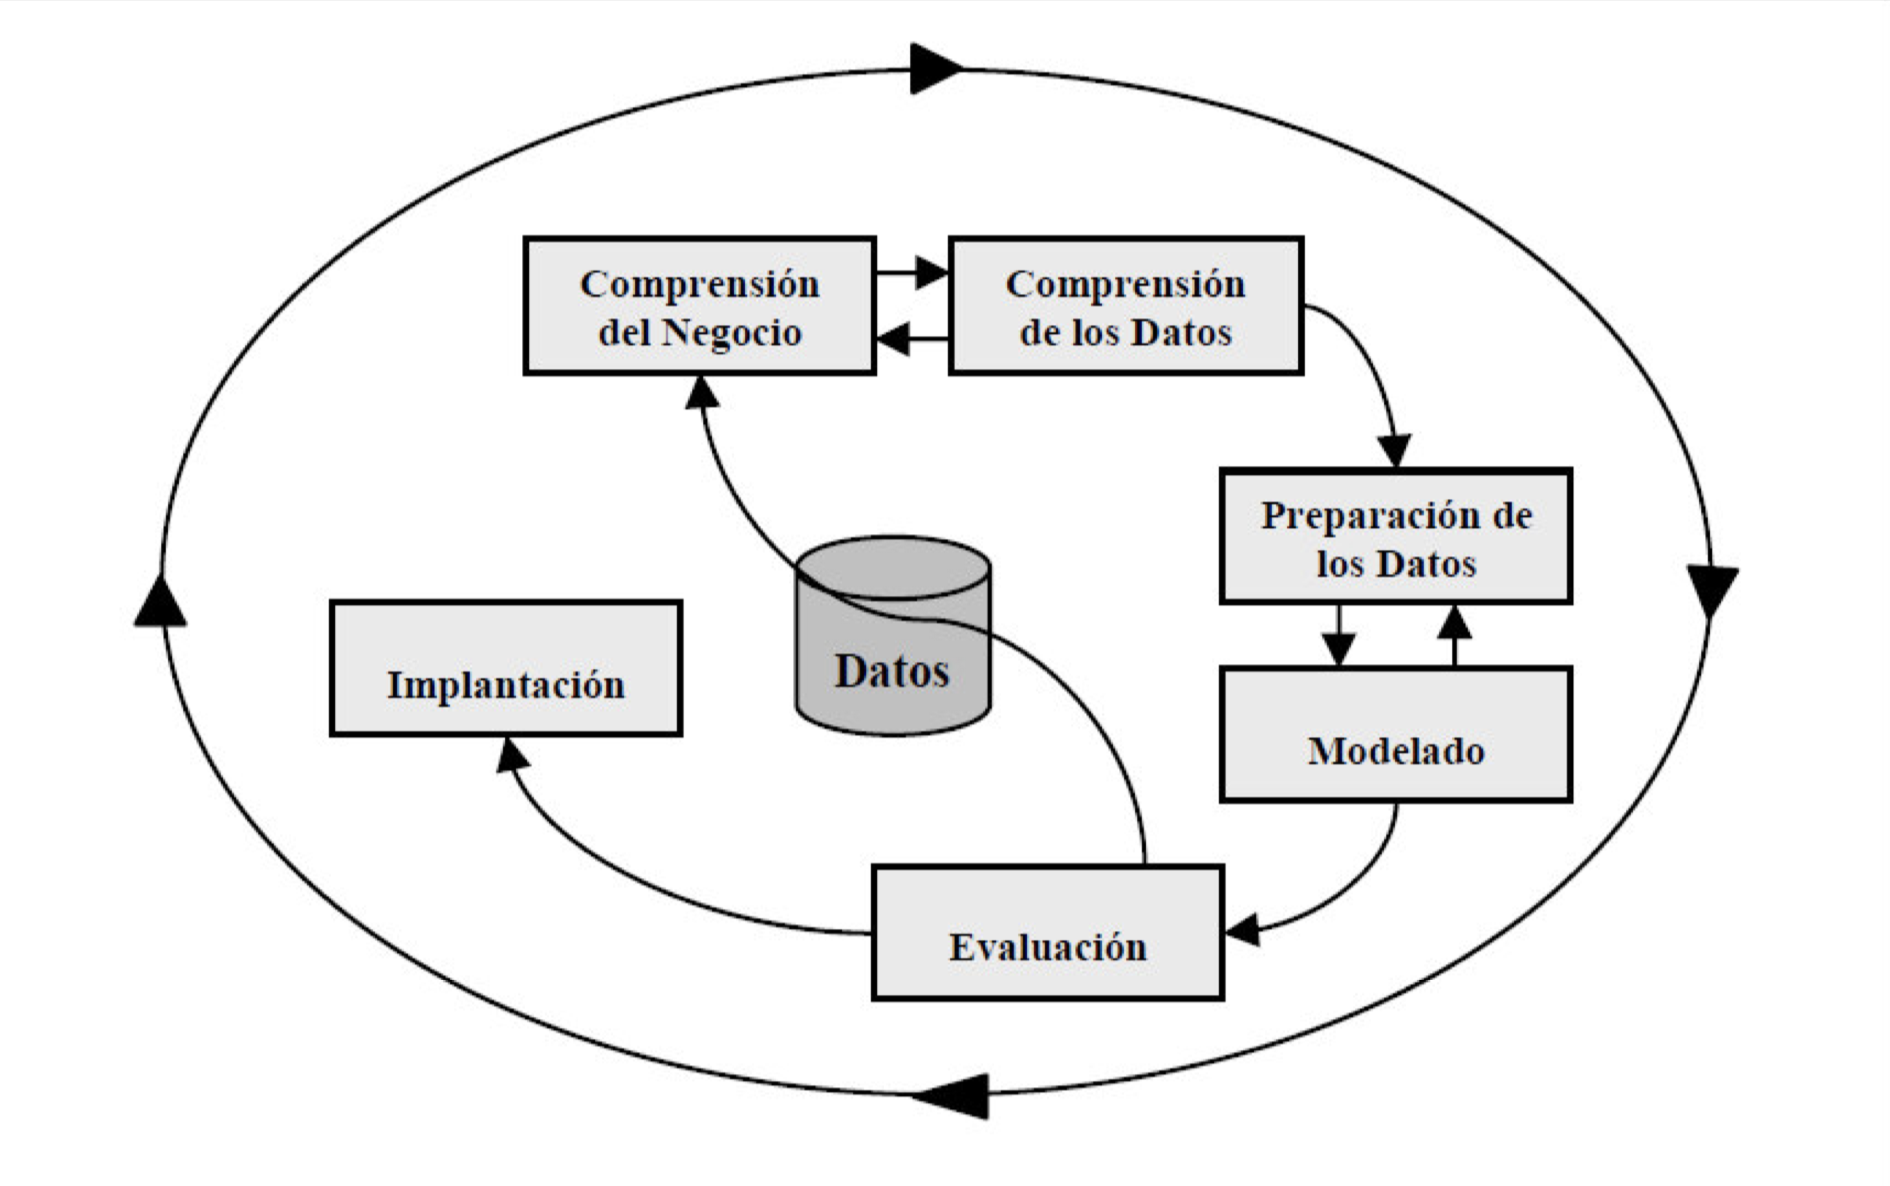 Comprensión
del Negocio
Comprensión
de los Datos
Preparación de
los Datos
Modelado
Evaluación
Implantación
Datos